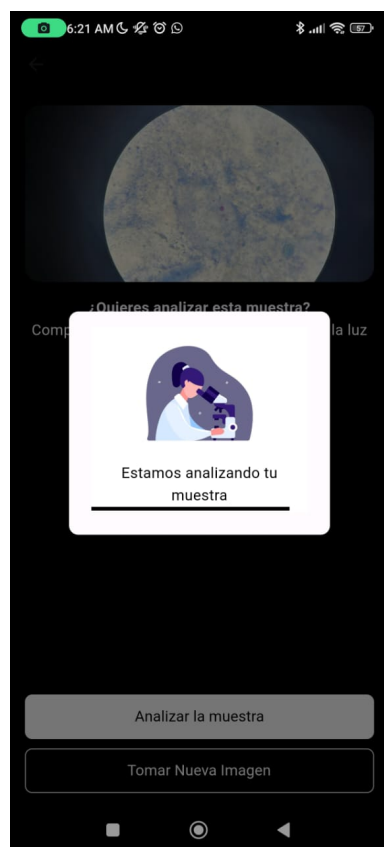 6:21 AM
57
¿Quieres analizar esta muestra?
Comp
la luz
Estamos analizando tu
muestra
Analizar la muestra
Tomar Nueva Imagen